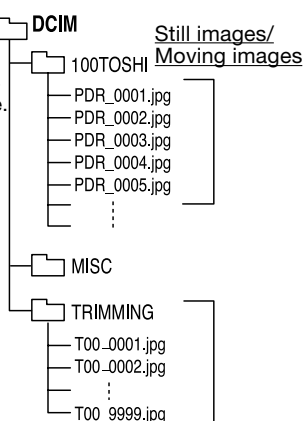 DCIM
Still images/
Moving images
100TOSHI
PDR_0001.jpg
e.
PDR_0002.jpg
PDR_0003.jpg
PDR_0004.jpg
PDR_0005.jpg
MISC
TRIMMING
T00_0001.jpg
T00_0002.jpg
T00_9999.jpg